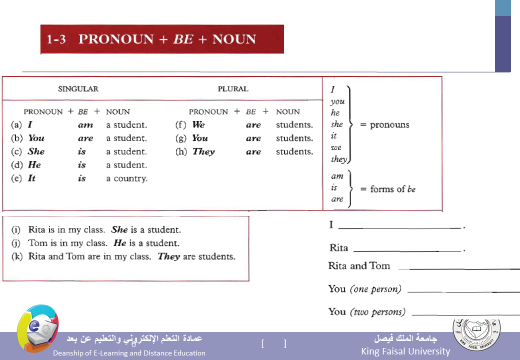 1-3 PRONOUN + BE + NOUN
SINGULAR PLURAL
PRONOUN + BE + NOUN PRONOUN + BE + NOUN
(a) I am a student. (f) We are students.
(b) You are a student. (g) You are students.
(c) She is a student. (h) They are students.
(d) He is a student.
(e) It is a country.
I
you
he
she = pronouns
it
we
they
am
is = forms of be
are
(i) Rita is in my class. She is a student.
(j) Tom is in my class. He is a student.
(k) Rita and Tom are in my class. They are students.
I ____________.
Rita ____________.
Rita and Tom ____________
You (one person) ____________
You (two persons) ____________
عمادة التعلم الإلكتروني والتعليم عن بعد
Deanship of E-Learning and Distance Education
[ ]
جامعة الملك فيصل
King Faisal University